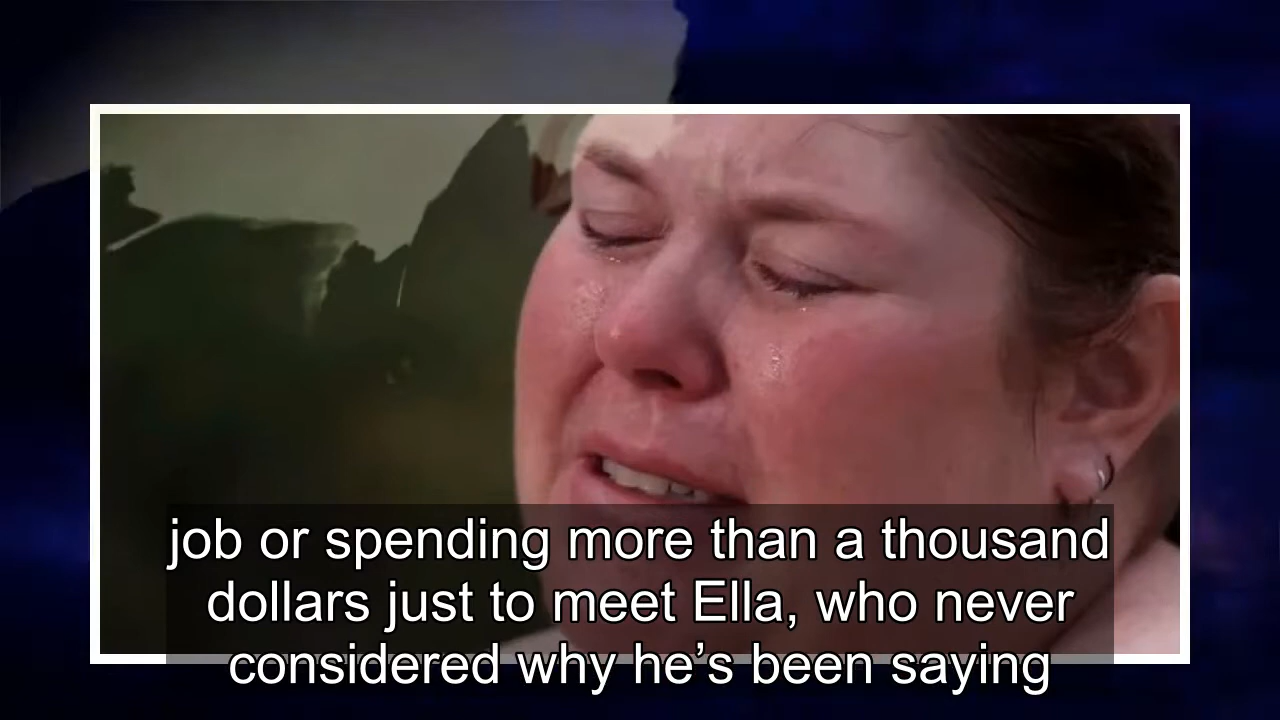 job or spending more than a thousand
dollars just to meet Ella, who never
considered why he’s been saying